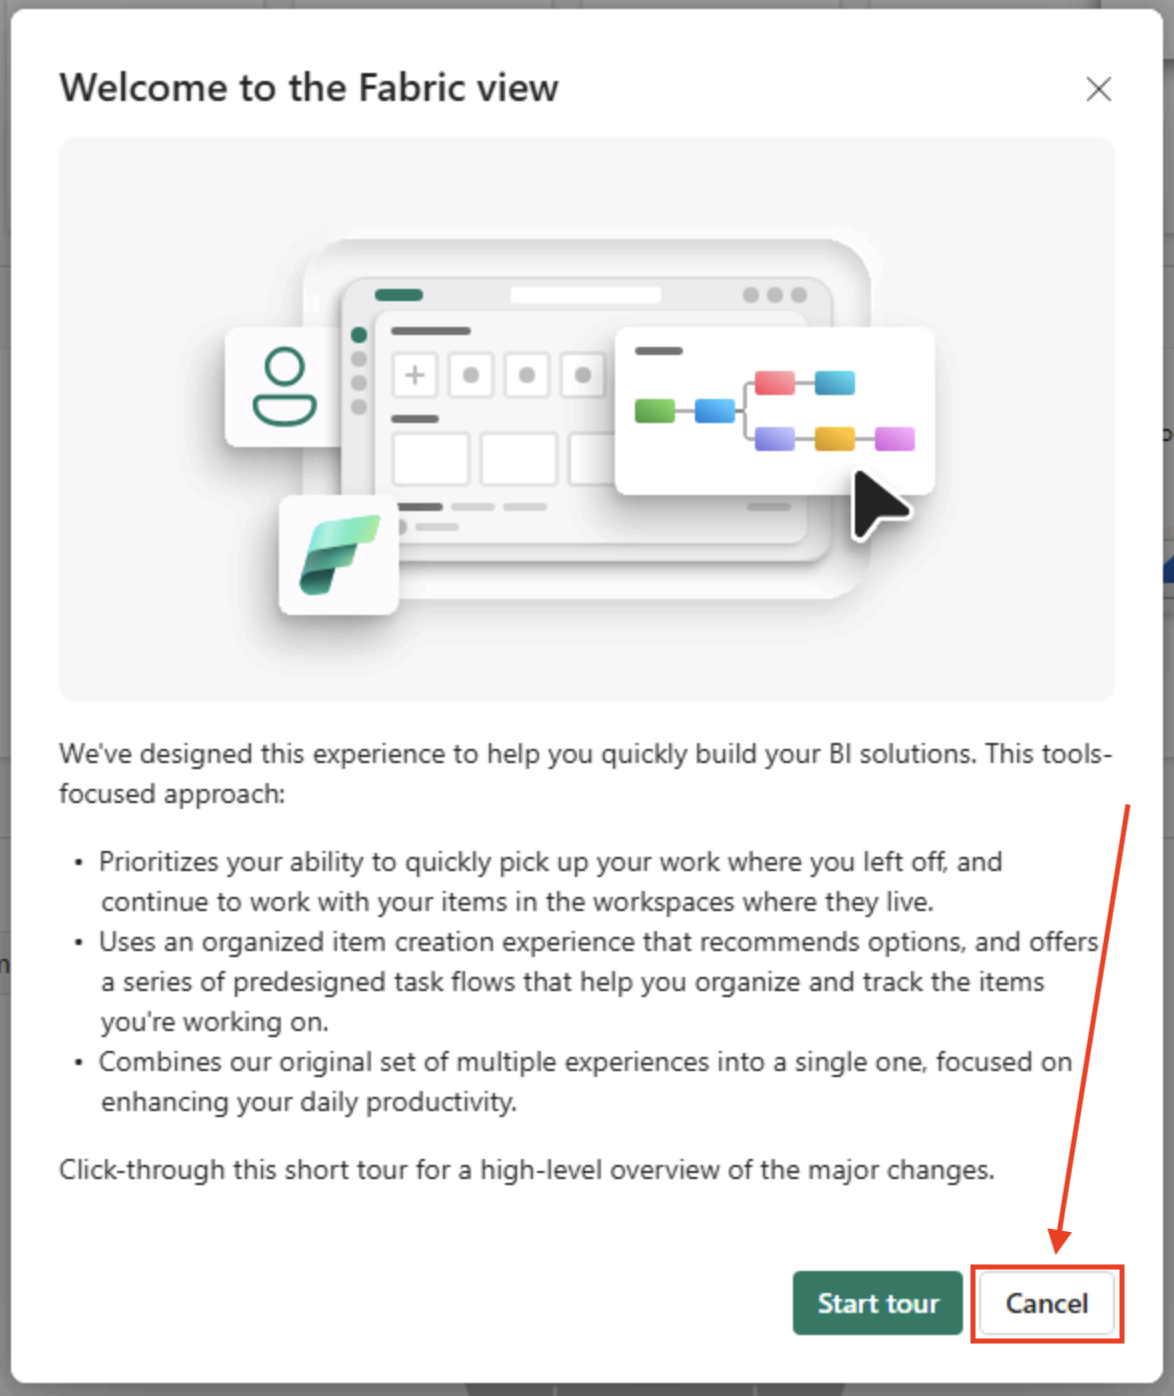 Welcome to the Fabric view
We've designed this experience to help you quickly build your BI solutions. This tools-
focused approach:
• Prioritizes your ability to quickly pick up your work where you left off, and
continue to work with your items in the workspaces where they live.
• Uses an organized item creation experience that recommends options, and offers
a series of predesigned task flows that help you organize and track the items
you're working on.
• Combines our original set of multiple experiences into a single one, focused on
enhancing your daily productivity.
Click-through this short tour for a high-level overview of the major changes.
Start tour
Cancel